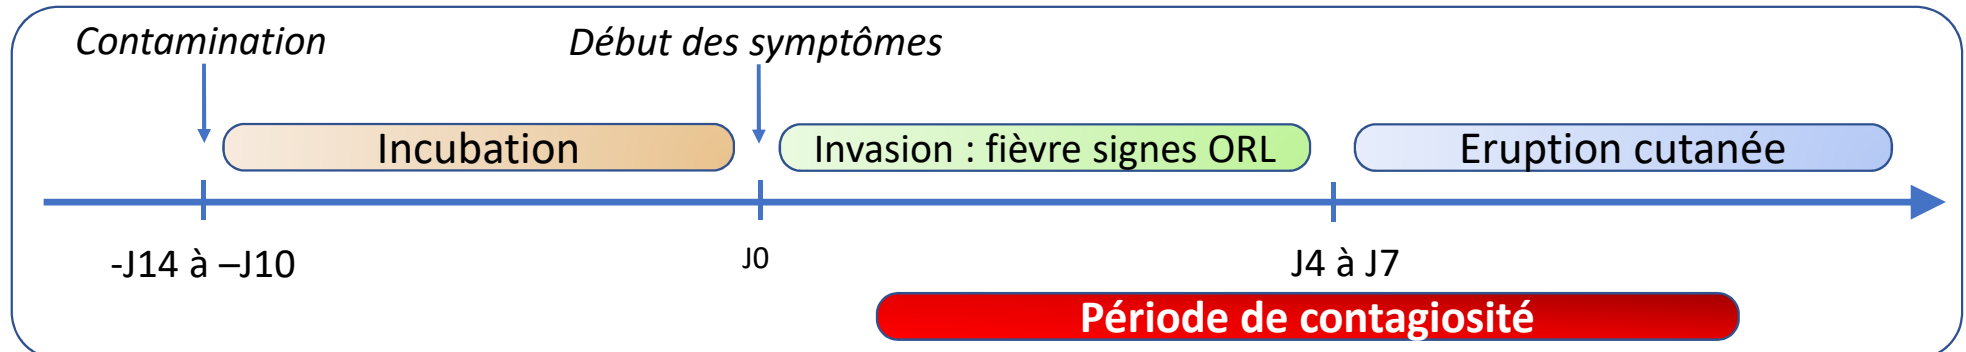 Contamination
Début des symptômes
Incubation
Invasion : fièvre signes ORL
Eruption cutanée
-J14 à –J10
J0
J4 à J7
Période de contagiosité